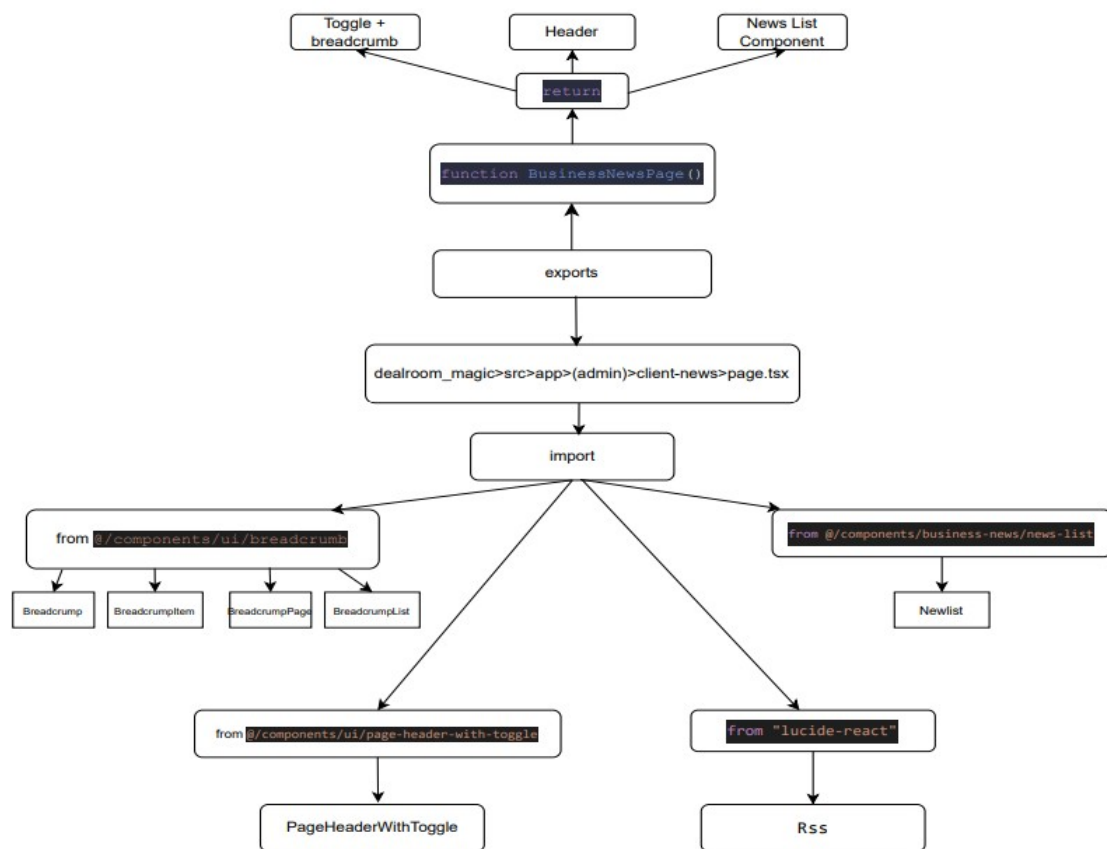 Toggle +
breadcrumb
Header
News List
Component
return
function BusinessNewsPage()
exports
dealroom_magic>src>app>(admin)>client-news>page.tsx
import
from @/components/ui/breadcrumb
from @/components/business-news/news-list
Breadcrump
BreadcrumpItem
BreadcrumpPage
BreadcrumpList
Newlist
from @/components/ui/page-header-with-toggle
from "lucide-react"
PageHeaderWithToggle
Rss